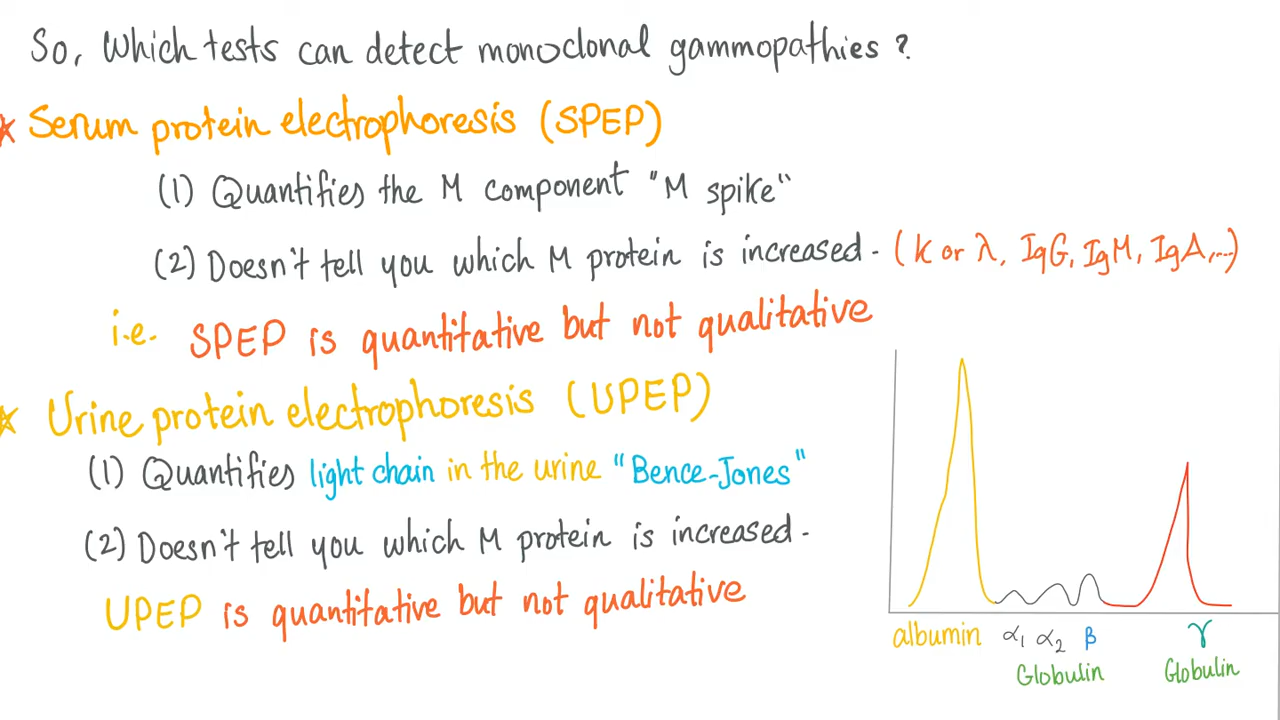 So, Which tests can detect monoclonal gammopathies ?
* Serum protein electrophoresis (SPEP)
(1) Quantifies the M component "M spike"
(2) Doesn't tell you which M protein is increased. (K or λ, IgG, IgM, IgA,...)
i.e. SPEP is quantitative but not qualitative
* Urine protein electrophoresis (UPEP)
(1) Quantifies light chain in the urine "Bence-Jones"
(2) Doesn't tell you which M protein is increased.
UPEP is quantitative but not qualitative
albumin α1 α2 β γ
Globulin Globulin